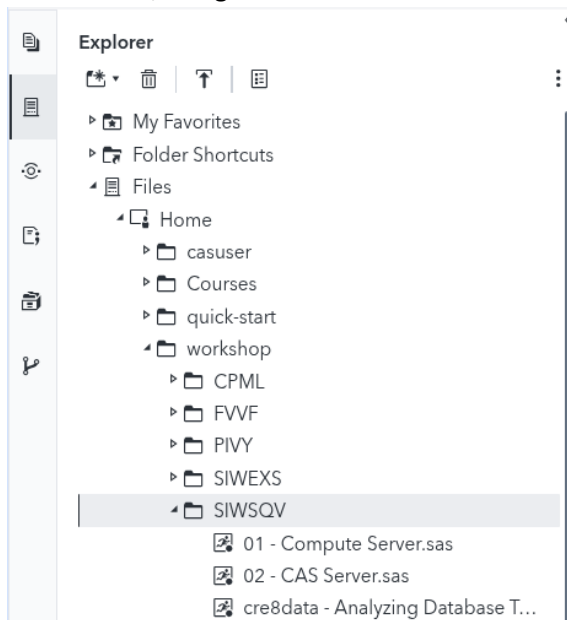 Explorer
My Favorites
Folder Shortcuts
Files
Home
casuser
Courses
quick-start
workshop
CPML
FVVF
PIVY
SIWEXS
SIWSQV
01 - Compute Server.sas
02 - CAS Server.sas
cre8data - Analyzing Database T...